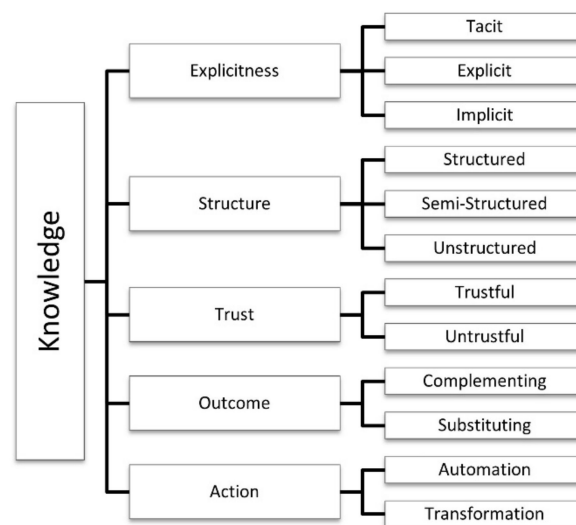 Knowledge
Explicitness
Tacit
Explicit
Implicit
Structure
Structured
Semi-Structured
Unstructured
Trust
Trustful
Untrustful
Outcome
Complementing
Substituting
Action
Automation
Transformation